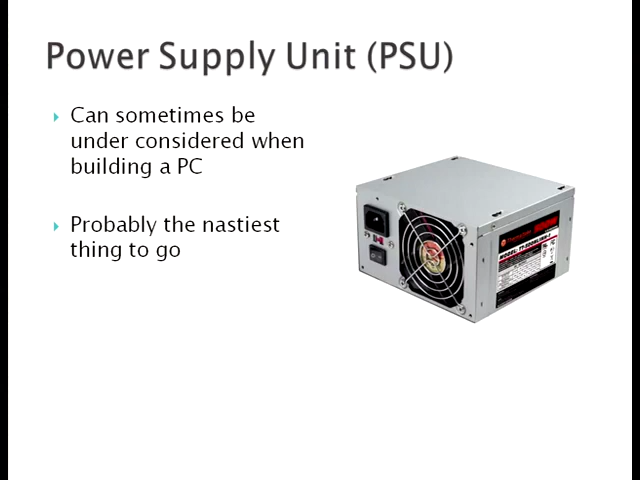 Power Supply Unit (PSU)
Can sometimes be
under considered when
building a PC
Probably the nastiest
thing to go